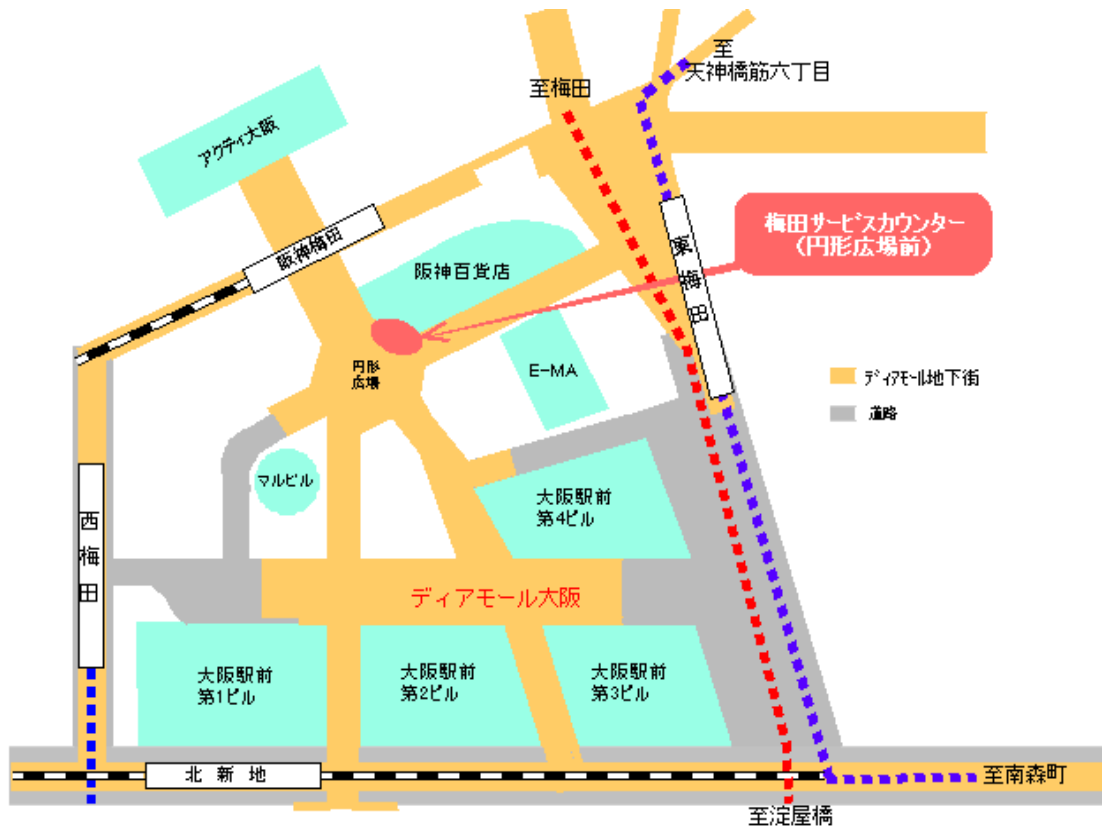 至
天神橋筋六丁目
至梅田
アクティ大阪
阪神梅田
東梅田
梅田サービスカウンター
(円形広場前)
阪神百貨店
円形
広場
E-MA
ディアモール地下街
道路
マルビル
大阪駅前
第4ビル
西梅田
ディアモール大阪
大阪駅前
第1ビル
大阪駅前
第2ビル
大阪駅前
第3ビル
北新地
至南森町
至淀屋橋